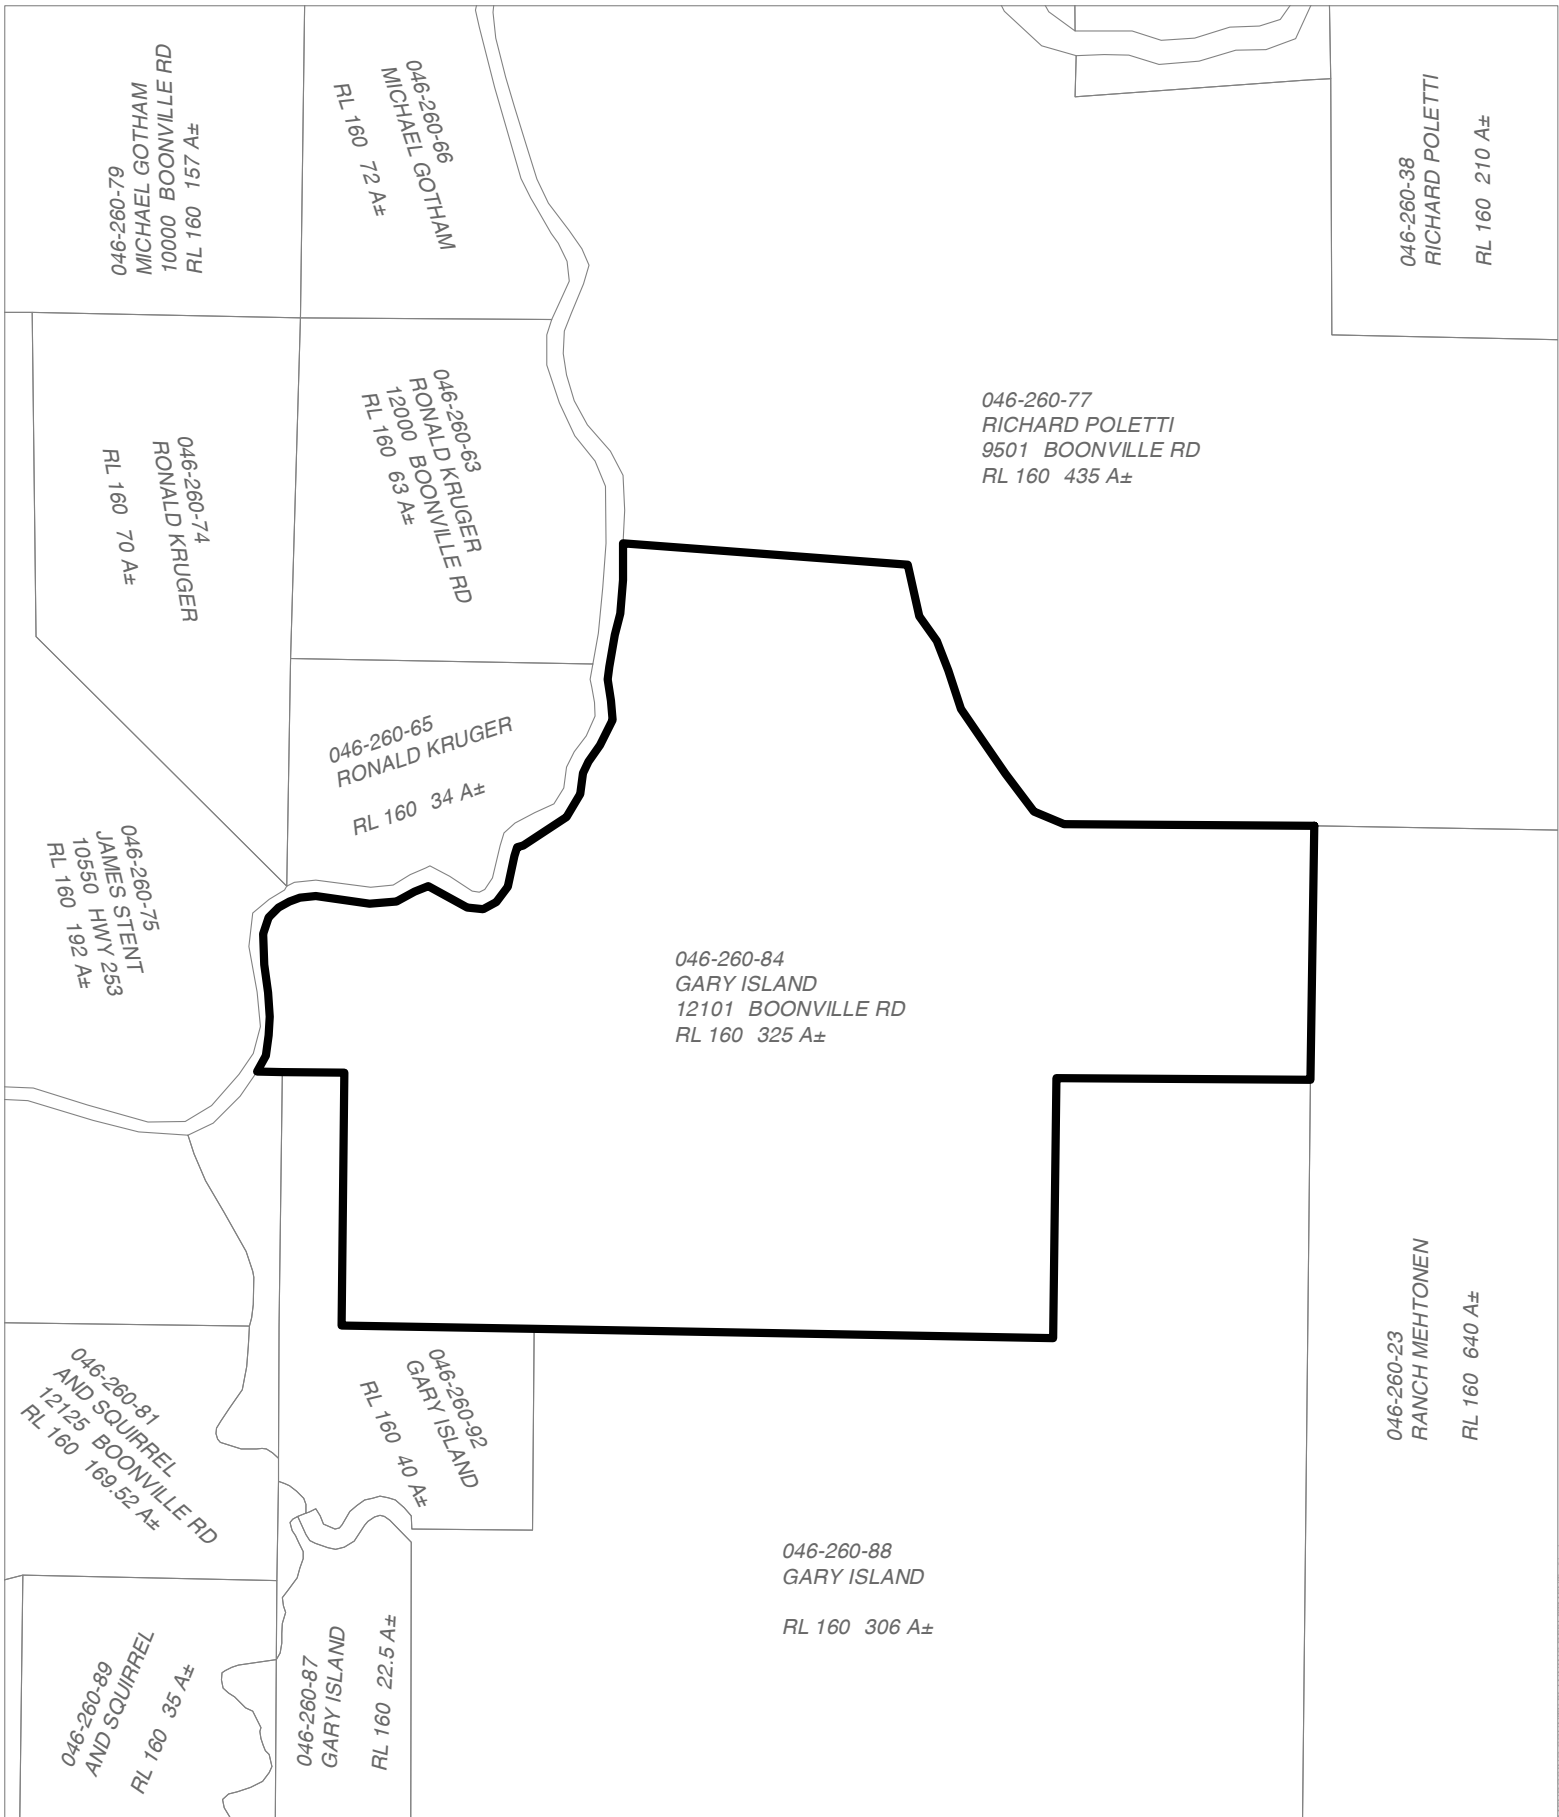 046-260-79
MICHAEL GOTHAM
10000 BOONVILLE RD
RL 160 157 A±
046-260-66
MICHAEL GOTHAM
RL 160 72 A±
046-260-38
RICHARD POLETTI
RL 160 210 A±
046-260-77
RICHARD POLETTI
9501 BOONVILLE RD
RL 160 435 A±
046-260-63
RONALD KRUGER
12000 BOONVILLE RD
RL 160 63 A±
046-260-74
RONALD KRUGER
RL 160 70 A±
046-260-65
RONALD KRUGER
RL 160 34 A±
046-260-75
JAMES STENT
10550 HWY 253
RL 160 192 A±
046-260-84
GARY ISLAND
12101 BOONVILLE RD
RL 160 325 A±
046-260-23
RANCH MEHTONEN
RL 160 640 A±
046-260-81
AND SQUIRREL
12125 BOONVILLE RD
RL 160 169.52 A±
046-260-92
GARY ISLAND
RL 160 40 A±
046-260-88
GARY ISLAND
RL 160 306 A±
046-260-89
AND SQUIRREL
RL 160 35 A±
046-260-87
GARY ISLAND
RL 160 22.5 A±